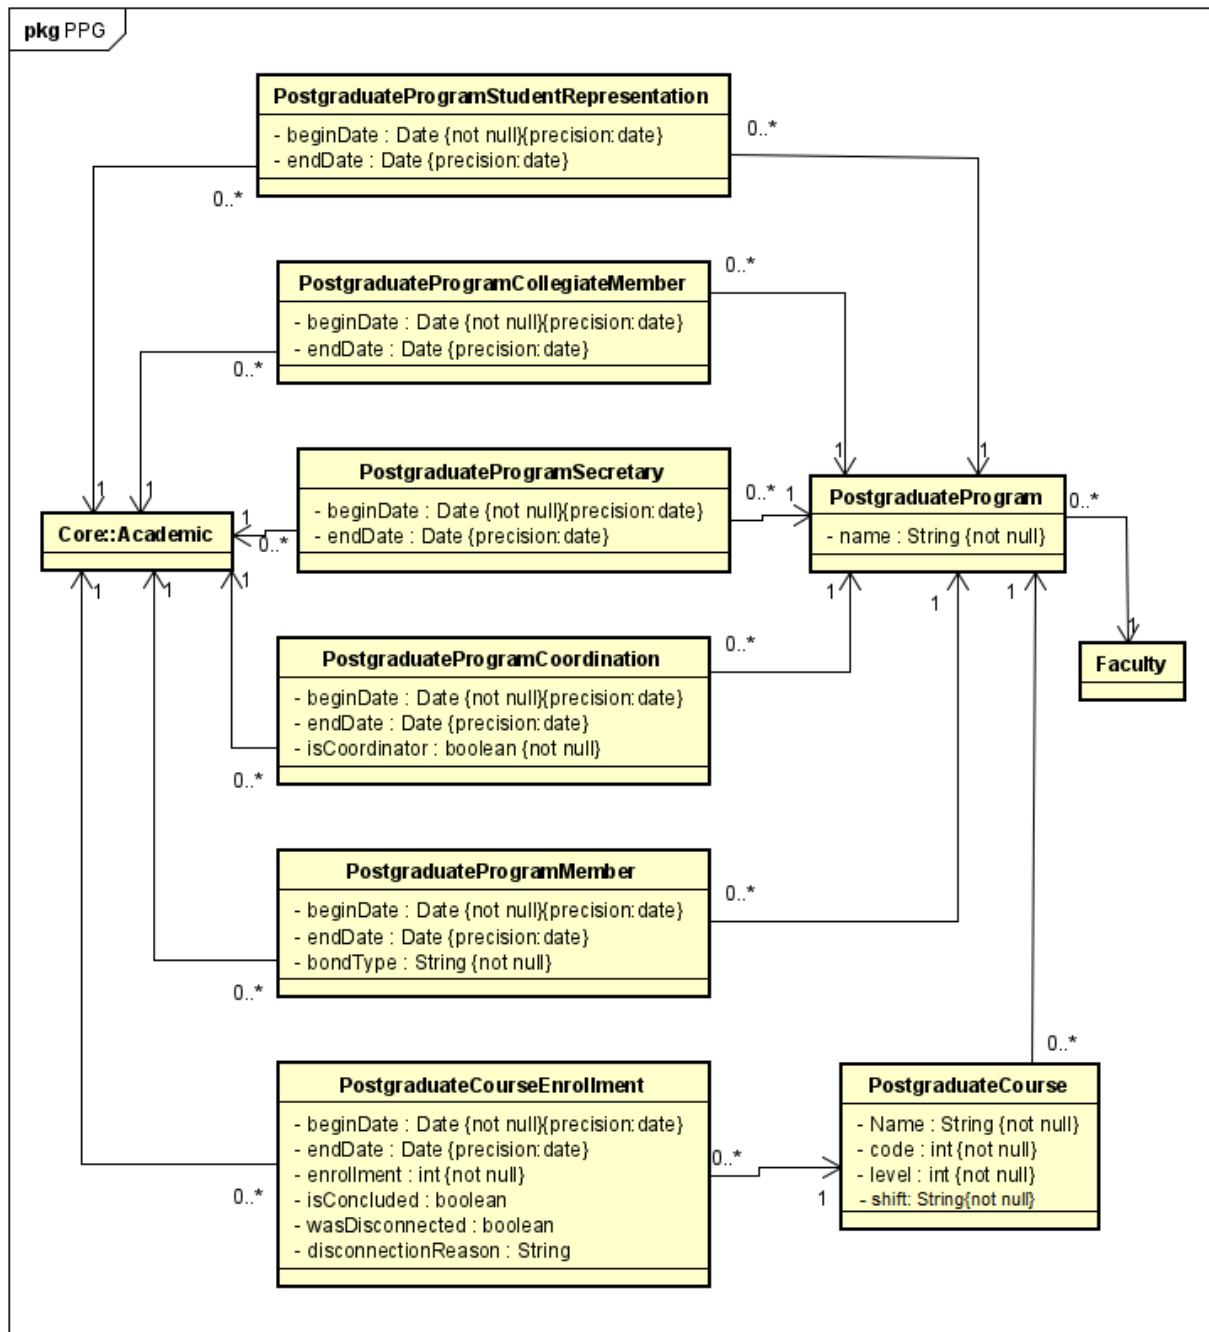 pkg PPG
PostgraduateProgramStudentRepresentation
- beginDate : Date {not null}{precision:date}
- endDate : Date {precision:date}
0..*
0..*
PostgraduateProgramCollegiateMember
- beginDate : Date {not null}{precision:date}
- endDate : Date {precision:date}
0..*
0..*
PostgraduateProgramSecretary
- beginDate : Date {not null}{precision:date}
- endDate : Date {precision:date}
0..*
1
1
0..*
1
1
1
1
Core::Academic
1
1
1
PostgraduateProgram
- name : String {not null}
0..*
1
1
1
1
Faculty
PostgraduateProgramCoordination
- beginDate : Date {not null}{precision:date}
- endDate : Date {precision:date}
- isCoordinator : boolean {not null}
0..*
0..*
PostgraduateProgramMember
- beginDate : Date {not null}{precision:date}
- endDate : Date {precision:date}
- bondType : String {not null}
0..*
0..*
PostgraduateCourseEnrollment
- beginDate : Date {not null}{precision:date}
- endDate : Date {precision:date}
- enrollment : int {not null}
- isConcluded : boolean
- wasDisconnected : boolean
- disconnectionReason : String
0..*
0..*
1
0..*
PostgraduateCourse
- Name : String {not null}
- code : int {not null}
- level : int {not null}
- shift: String{not null}